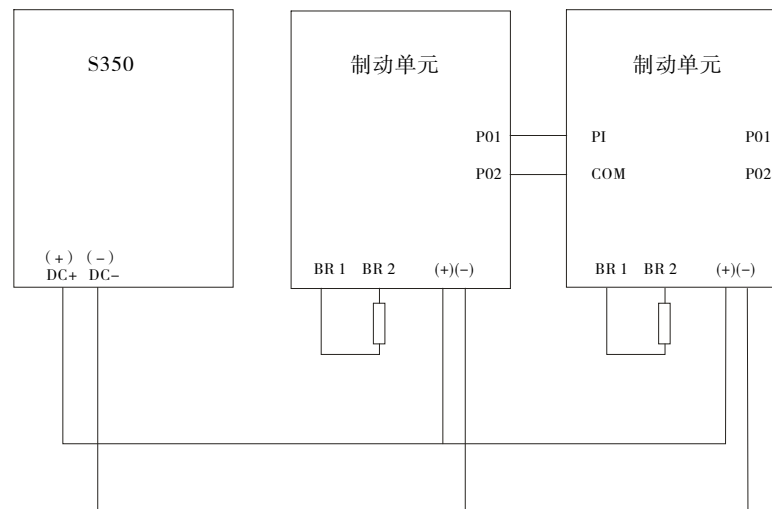 S350
制动单元
制动单元
P01
PI
P01
P02
COM
P02
(+) (-)
DC+ DC-
BR 1 BR 2 (+)(-)
BR 1 BR 2 (+)(-)